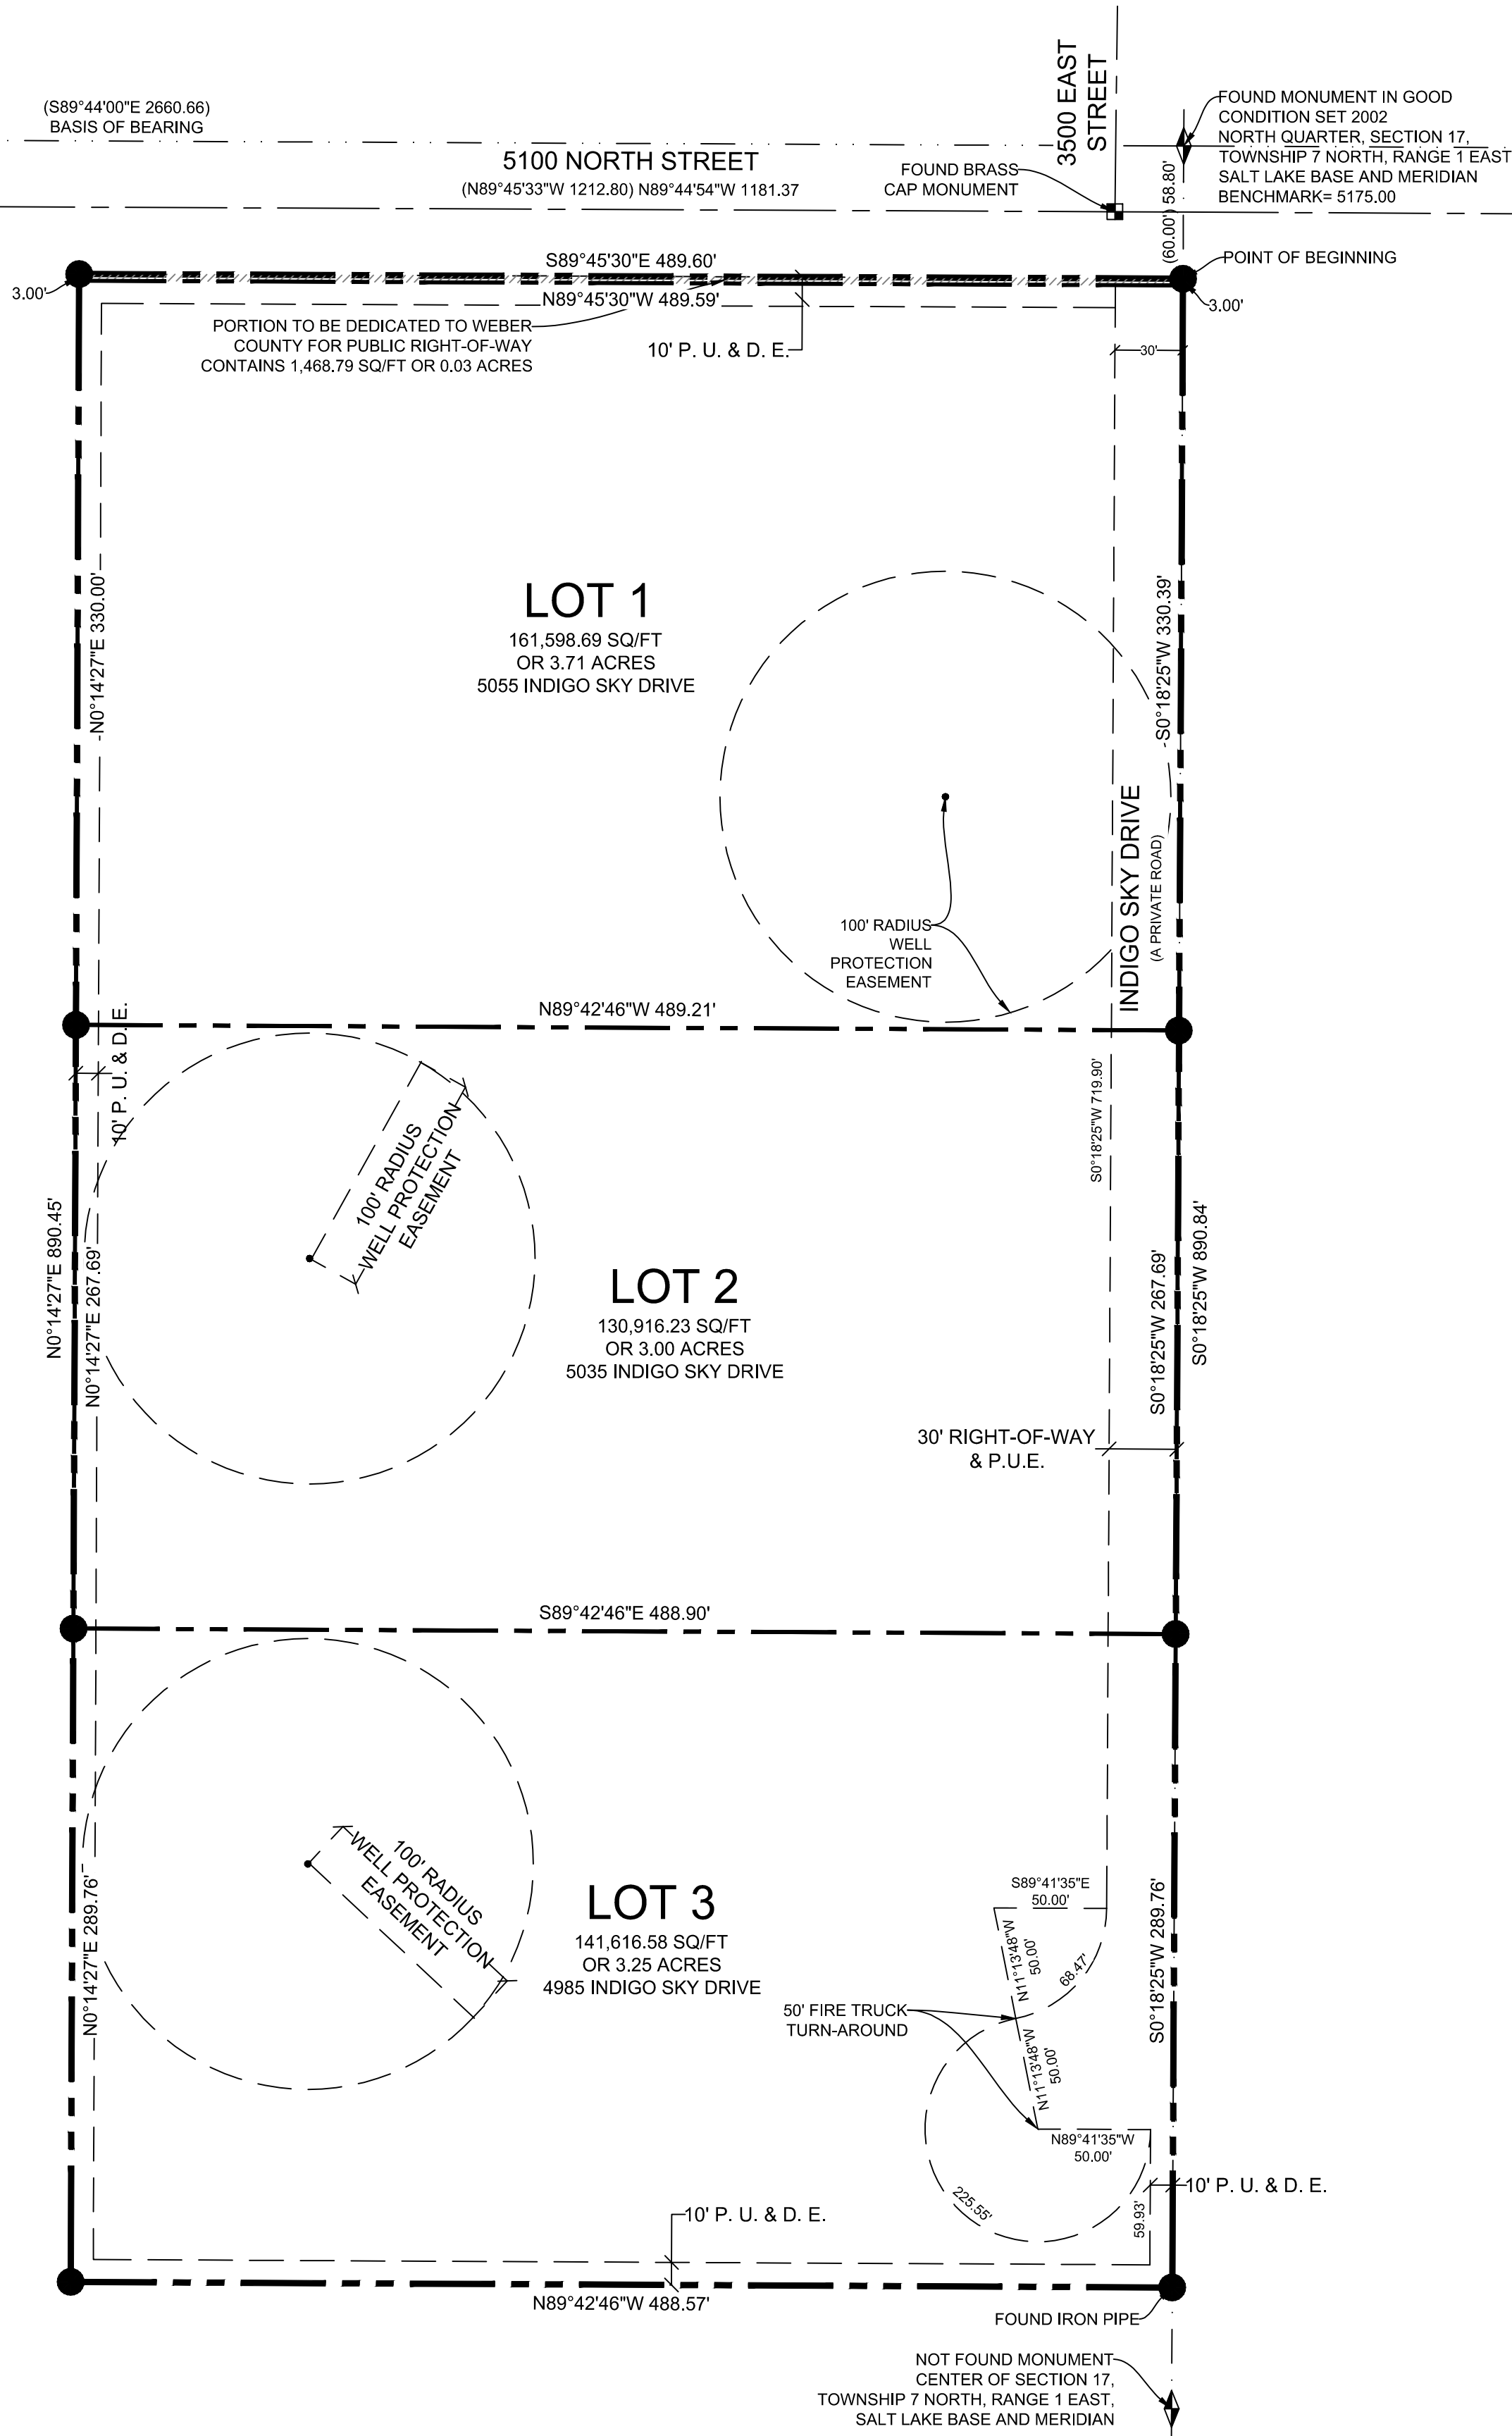 (S89°44'00"E 2660.66)
BASIS OF BEARING
3500 EAST
STREET
FOUND MONUMENT IN GOOD
CONDITION SET 2002
NORTH QUARTER, SECTION 17,
TOWNSHIP 7 NORTH, RANGE 1 EAST
SALT LAKE BASE AND MERIDIAN
BENCHMARK= 5175.00
5100 NORTH STREET
(N89°45'33"W 1212.80) N89°44'54"W 1181.37
FOUND BRASS
CAP MONUMENT
(60.00') 58.80'
POINT OF BEGINNING
S89°45'30"E 489.60'
3.00'
N89°45'30"W 489.59'
3.00'
PORTION TO BE DEDICATED TO WEBER
COUNTY FOR PUBLIC RIGHT-OF-WAY
CONTAINS 1,468.79 SQ/FT OR 0.03 ACRES
10' P. U. & D. E.
30'
N0°14'27"E 330.00'
LOT 1
161,598.69 SQ/FT
OR 3.71 ACRES
5055 INDIGO SKY DRIVE
S0°18'25"W 330.39'
INDIGO SKY DRIVE
(A PRIVATE ROAD)
100' RADIUS
WELL
PROTECTION
EASEMENT
N89°42'46"W 489.21'
10' P. U. & D. E.
100' RADIUS
WELL PROTECTION
EASEMENT
S0°18'25"W 719.90'
N0°14'27"E 890.45'
N0°14'27"E 267.69'
LOT 2
130,916.23 SQ/FT
OR 3.00 ACRES
5035 INDIGO SKY DRIVE
S0°18'25"W 267.69'
S0°18'25"W 890.84'
30' RIGHT-OF-WAY
& P.U.E.
S89°42'46"E 488.90'
100' RADIUS
WELL PROTECTION
EASEMENT
N0°14'27"E 289.76'
LOT 3
141,616.58 SQ/FT
OR 3.25 ACRES
4985 INDIGO SKY DRIVE
S89°41'35"E
50.00'
N11°13'48"W
50.00'
68.47'
S0°18'25"W 289.76'
50' FIRE TRUCK
TURN-AROUND
N11°13'48"W
50.00'
N89°41'35"W
50.00'
225.55'
59.93'
10' P. U. & D. E.
10' P. U. & D. E.
N89°42'46"W 488.57'
FOUND IRON PIPE
NOT FOUND MONUMENT
CENTER OF SECTION 17,
TOWNSHIP 7 NORTH, RANGE 1 EAST,
SALT LAKE BASE AND MERIDIAN